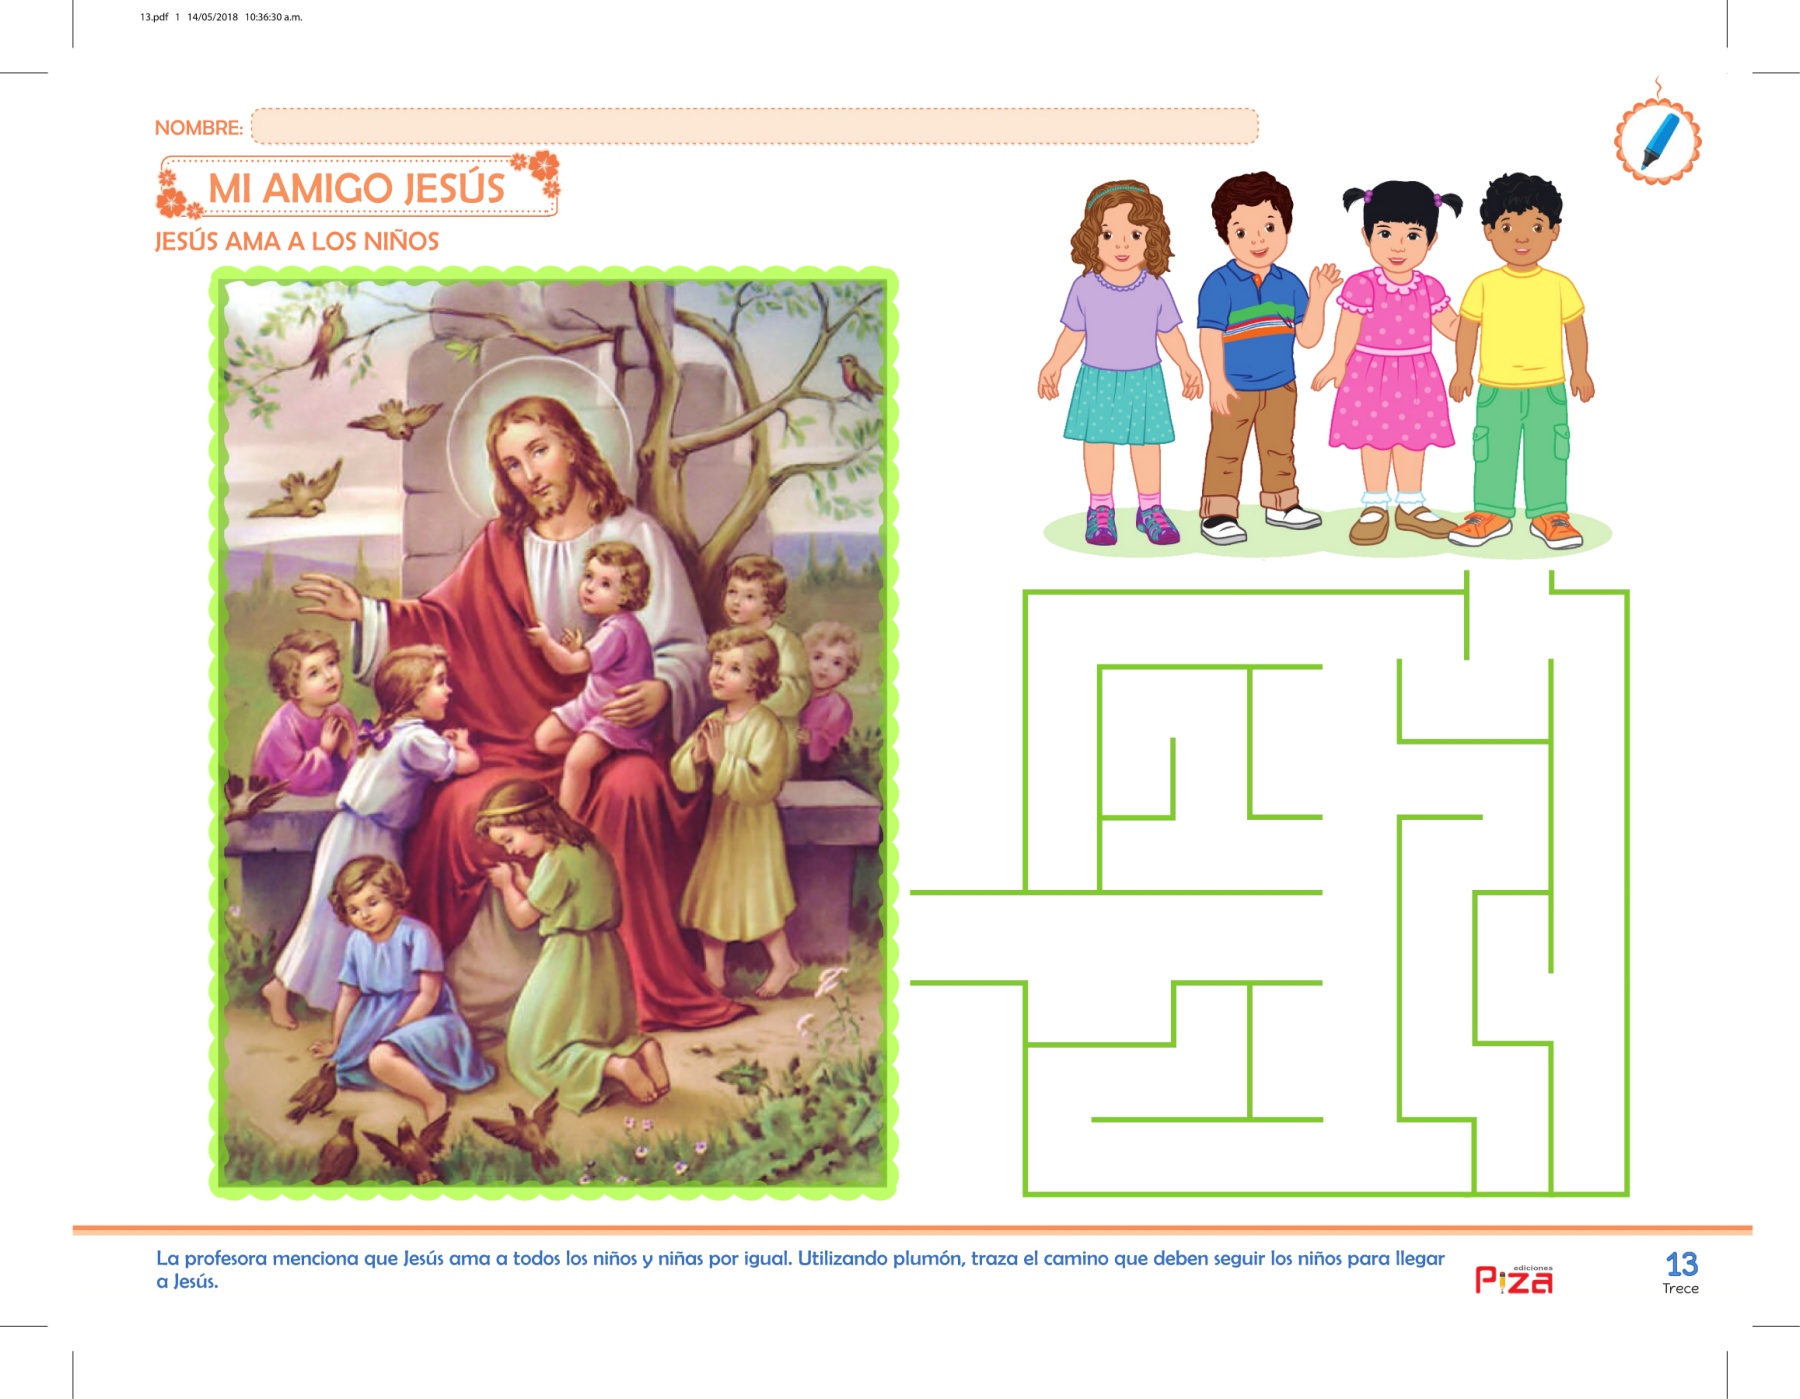 13.pdf 1 14/05/2018 10:36:30 a.m.
NOMBRE:
MI AMIGO JESÚS
JESÚS AMA A LOS NIÑOS
La profesora menciona que Jesús ama a todos los niños y niñas por igual. Utilizando plumón, traza el camino que deben seguir los niños para llegar
a Jesús.
ediciones
Piza
13
Trece